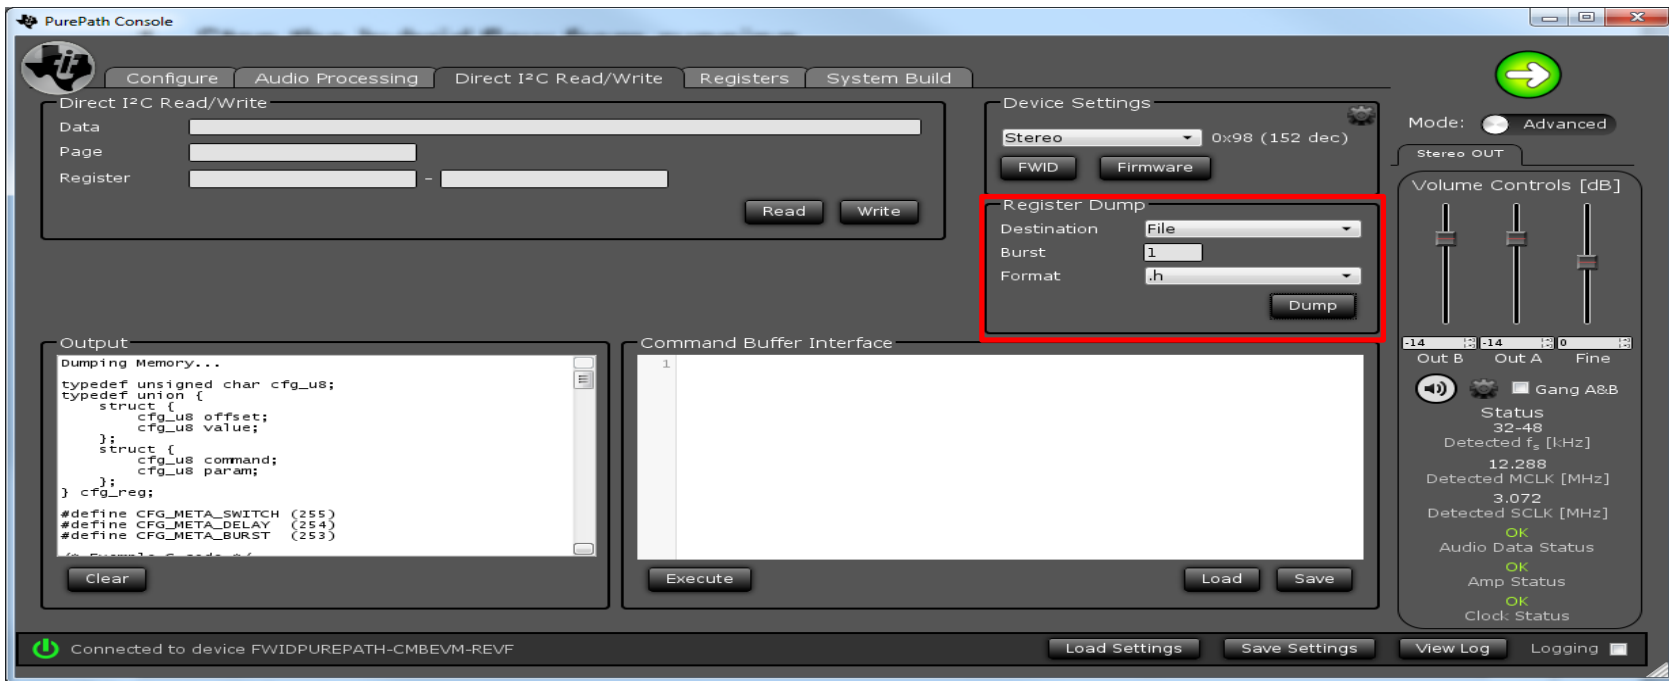 PurePath Console
Configure
Audio Processing
Direct I²C Read/Write
Registers
System Build
Direct I²C Read/Write
Data
Page
Register
-
Read
Write
Device Settings
Stereo
0x98 (152 dec)
FWID
Firmware
Register Dump
Destination
File
Burst
1
Format
.h
Dump
Mode:
Advanced
Stereo OUT
Volume Controls [dB]
-14
-14
0
Out B
Out A
Fine
Gang A&B
Status
32-48
Detected fs [kHz]
12.288
Detected MCLK [MHz]
3.072
Detected SCLK [MHz]
OK
Audio Data Status
OK
Amp Status
OK
Clock Status
Output
Dumping Memory...
typedef unsigned char cfg_u8;
typedef union {
struct {
cfg_u8 offset;
cfg_u8 value;
};
struct {
cfg_u8 command;
cfg_u8 param;
};
} cfg_reg;
#define CFG_META_SWITCH (255)
#define CFG_META_DELAY (254)
#define CFG_META_BURST (253)
Clear
Command Buffer Interface
1
Execute
Load
Save
Connected to device FWIDPUREPATH-CMBEVM-REVF
Load Settings
Save Settings
View Log
Logging